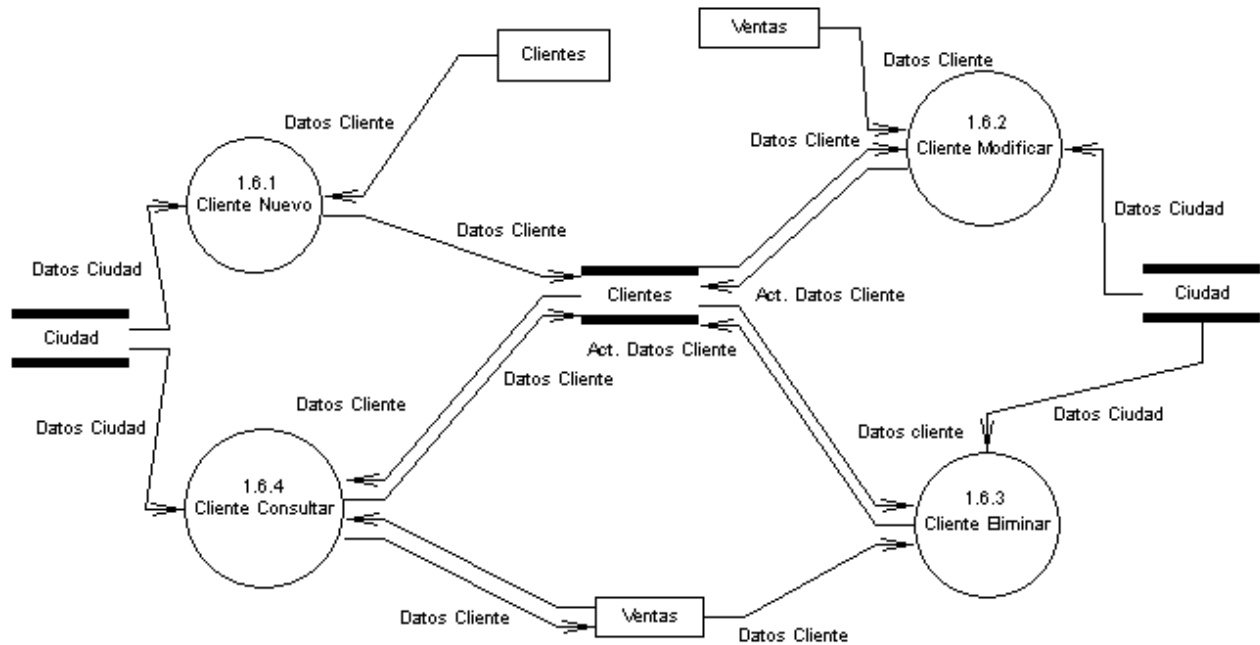 Ventas
Clientes
Datos Cliente
Datos Cliente
1.6.2
Cliente Modificar
Datos Cliente
1.6.1
Cliente Nuevo
Datos Ciudad
Datos Cliente
Datos Ciudad
Clientes
Act. Datos Cliente
Ciudad
Ciudad
Act. Datos Cliente
Datos Cliente
Datos Cliente
Datos Ciudad
Datos Ciudad
Datos cliente
1.6.4
Cliente Consultar
1.6.3
Cliente Eliminar
Datos Cliente
Ventas
Datos Cliente